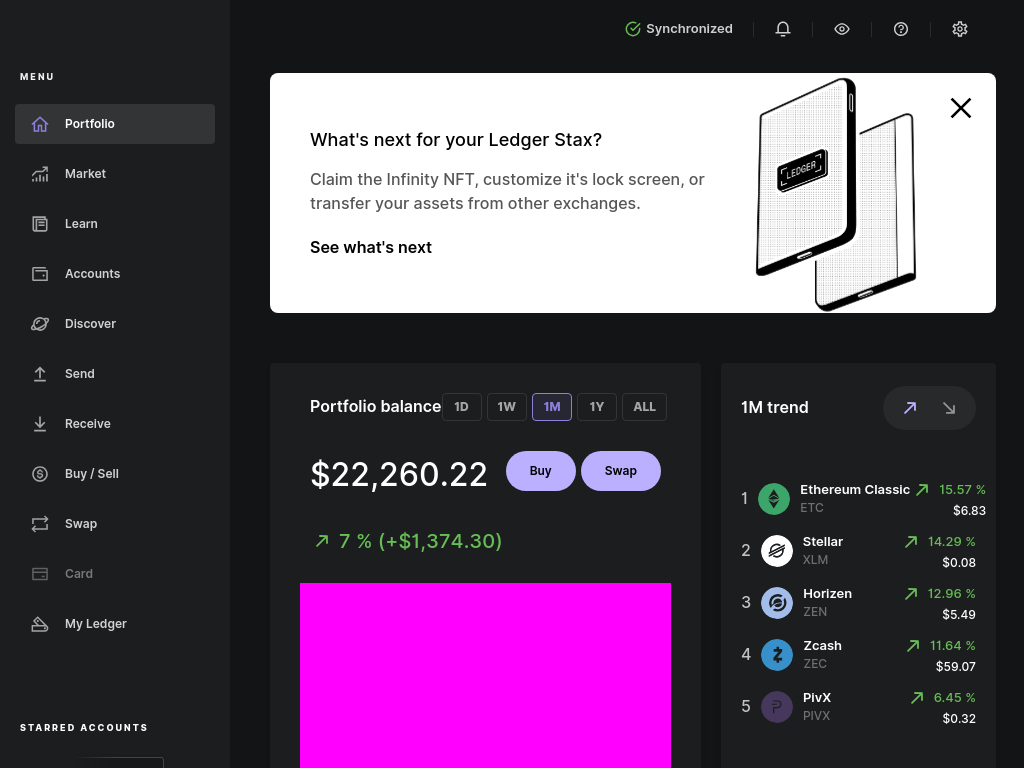 Synchronized
MENU
Portfolio
Market
Learn
Accounts
Discover
Send
Receive
Buy / Sell
Swap
Card
My Ledger
STARRED ACCOUNTS
What's next for your Ledger Stax?
Claim the Infinity NFT, customize it's lock screen, or
transfer your assets from other exchanges.
See what's next
LEDGER
Portfolio balance 1D 1W 1M 1Y ALL
$22,260.22 Buy Swap
7 % (+$1,374.30)
1M trend
1 Ethereum Classic 15.57 %
ETC $6.83
2 Stellar 14.29 %
XLM $0.08
3 Horizen 12.96 %
ZEN $5.49
4 Zcash 11.64 %
ZEC $59.07
5 PivX 6.45 %
PIVX $0.32